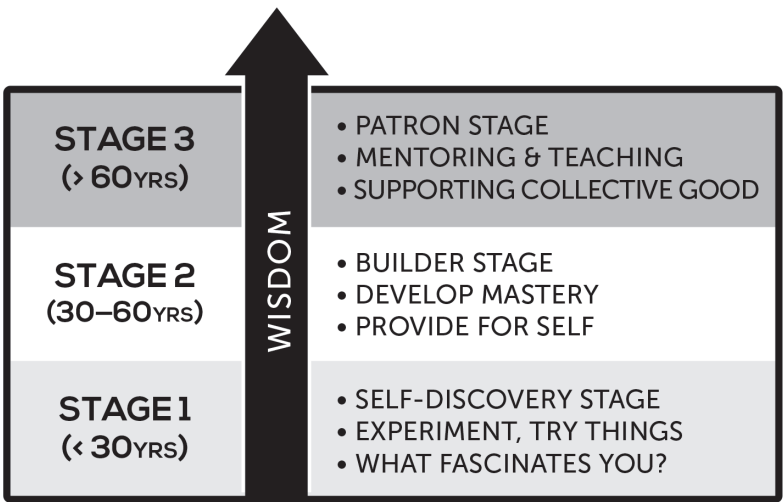 STAGE 3
(> 60YRS)
• PATRON STAGE
• MENTORING & TEACHING
• SUPPORTING COLLECTIVE GOOD
WISDOM
STAGE 2
(30–60YRS)
• BUILDER STAGE
• DEVELOP MASTERY
• PROVIDE FOR SELF
STAGE 1
(< 30YRS)
• SELF-DISCOVERY STAGE
• EXPERIMENT, TRY THINGS
• WHAT FASCINATES YOU?